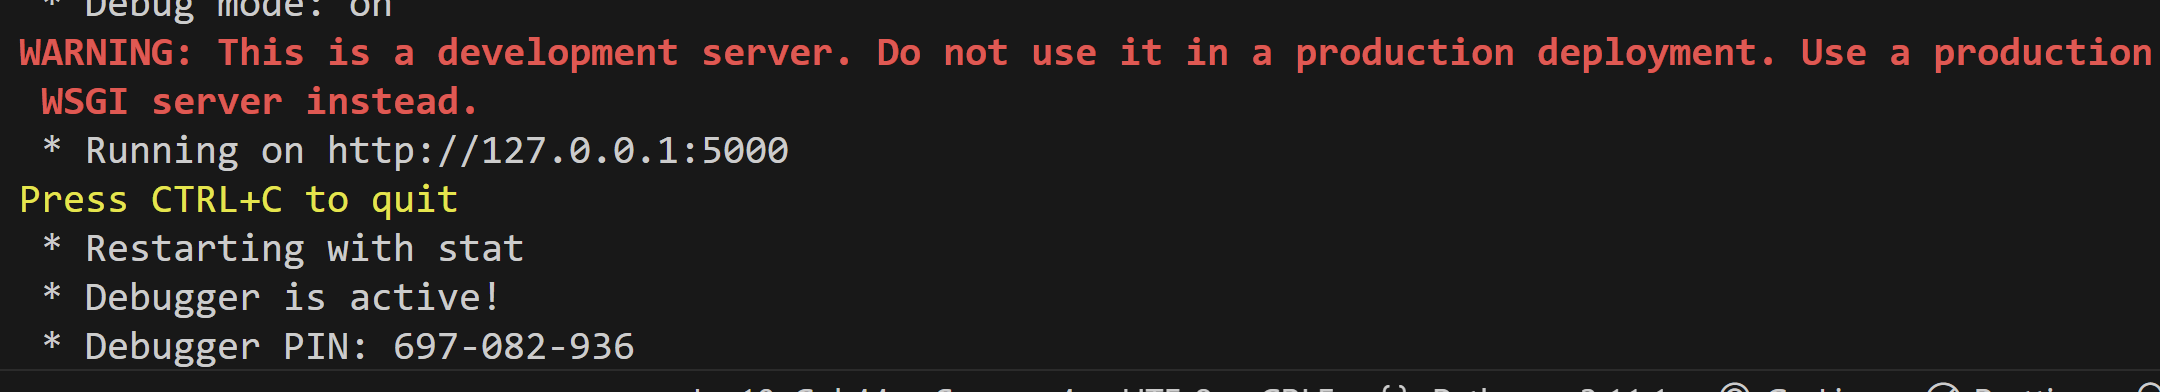 * Debug mode: on
WARNING: This is a development server. Do not use it in a production deployment. Use a production
WSGI server instead.
* Running on http://127.0.0.1:5000
Press CTRL+C to quit
* Restarting with stat
* Debugger is active!
* Debugger PIN: 697-082-936